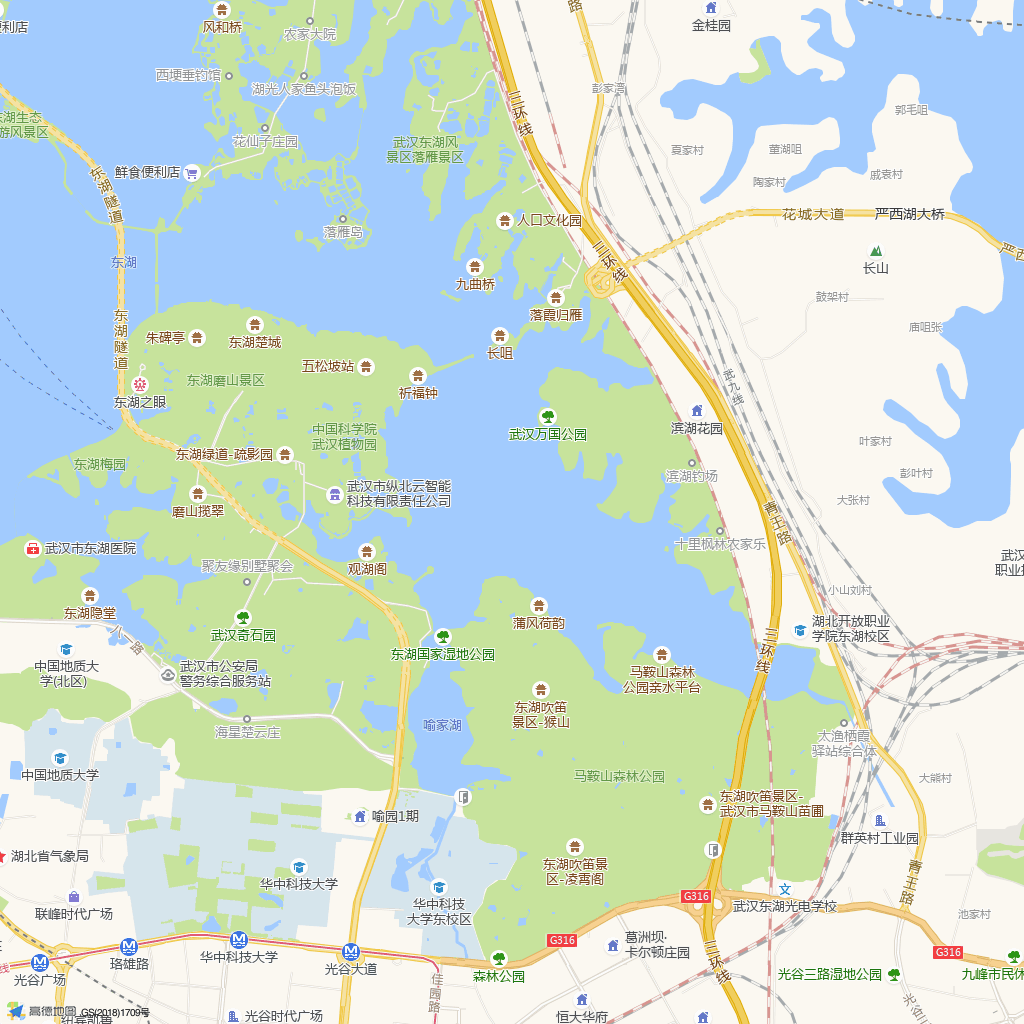 便利店
风和桥
农家大院
金桂园
路
西埂垂钓馆
湖光人家鱼头泡饭
彭家湾
三环线
郭毛咀
东湖生态
游风景区
花仙子庄园
武汉东湖风
景区落雁景区
夏家村
董湖咀
鲜食便利店
东湖隧道
陶家村
戚袁村
落雁岛
人口文化园
花城大道
严西湖大桥
严西
东湖
三环线
长山
九曲桥
落霞归雁
鼓架村
东湖隧道
朱碑亭
东湖楚城
长咀
庙咀张
五松坡站
东湖磨山景区
祈福钟
武九线
东湖之眼
武汉万国公园
滨湖花园
中国科学院
武汉植物园
叶家村
东湖绿道-疏影园
东湖梅园
滨湖钓场
彭叶村
武汉市纵北云智能
科技有限责任公司
磨山揽翠
大张村
青王路
武汉市东湖医院
观湖阁
十里枫林农家乐
武汉
职业技
聚友缘别墅聚会
小山刘村
东湖隐堂
武汉奇石园
蒲风荷韵
湖北开放职业
学院东湖校区
八一路
东湖国家湿地公园
三环线
中国地质大
学(北区)
武汉市公安局
警务综合服务站
马鞍山森林
公园亲水平台
东湖吹笛
景区-猴山
海星楚云庄
喻家湖
大渔栖霞
驿站综合体
中国地质大学
马鞍山森林公园
大熊村
喻园1期
东湖吹笛景区-
武汉市马鞍山苗圃
群英村工业园
湖北省气象局
华中科技大学
东湖吹笛景
区-凌霄阁
青王路
联峰时代广场
华中科技
大学东校区
G316
武汉东湖光电学校
池家村
珞雄路
华中科技大学
光谷大道
G316
葛洲坝·
卡尔顿庄园
三环线
G316
光谷广场
佳园路
森林公园
光谷三路湿地公园
九峰市民休
高德地图
GS(2018)1709号
光谷时代广场
恒大华府
光谷三